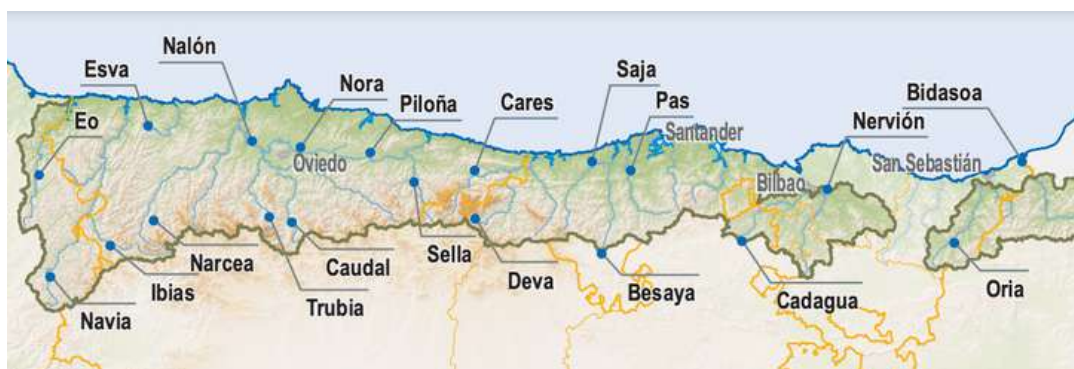 Nalón
Esva
Nora
Saja
Eo
Piloña
Cares
Pas
Bidasoa
Santander
Nervión
Oviedo
San Sebastián
Bilbao
Narcea
Caudal
Sella
Deva
Besaya
Ibias
Trubia
Cadagua
Oria
Navia